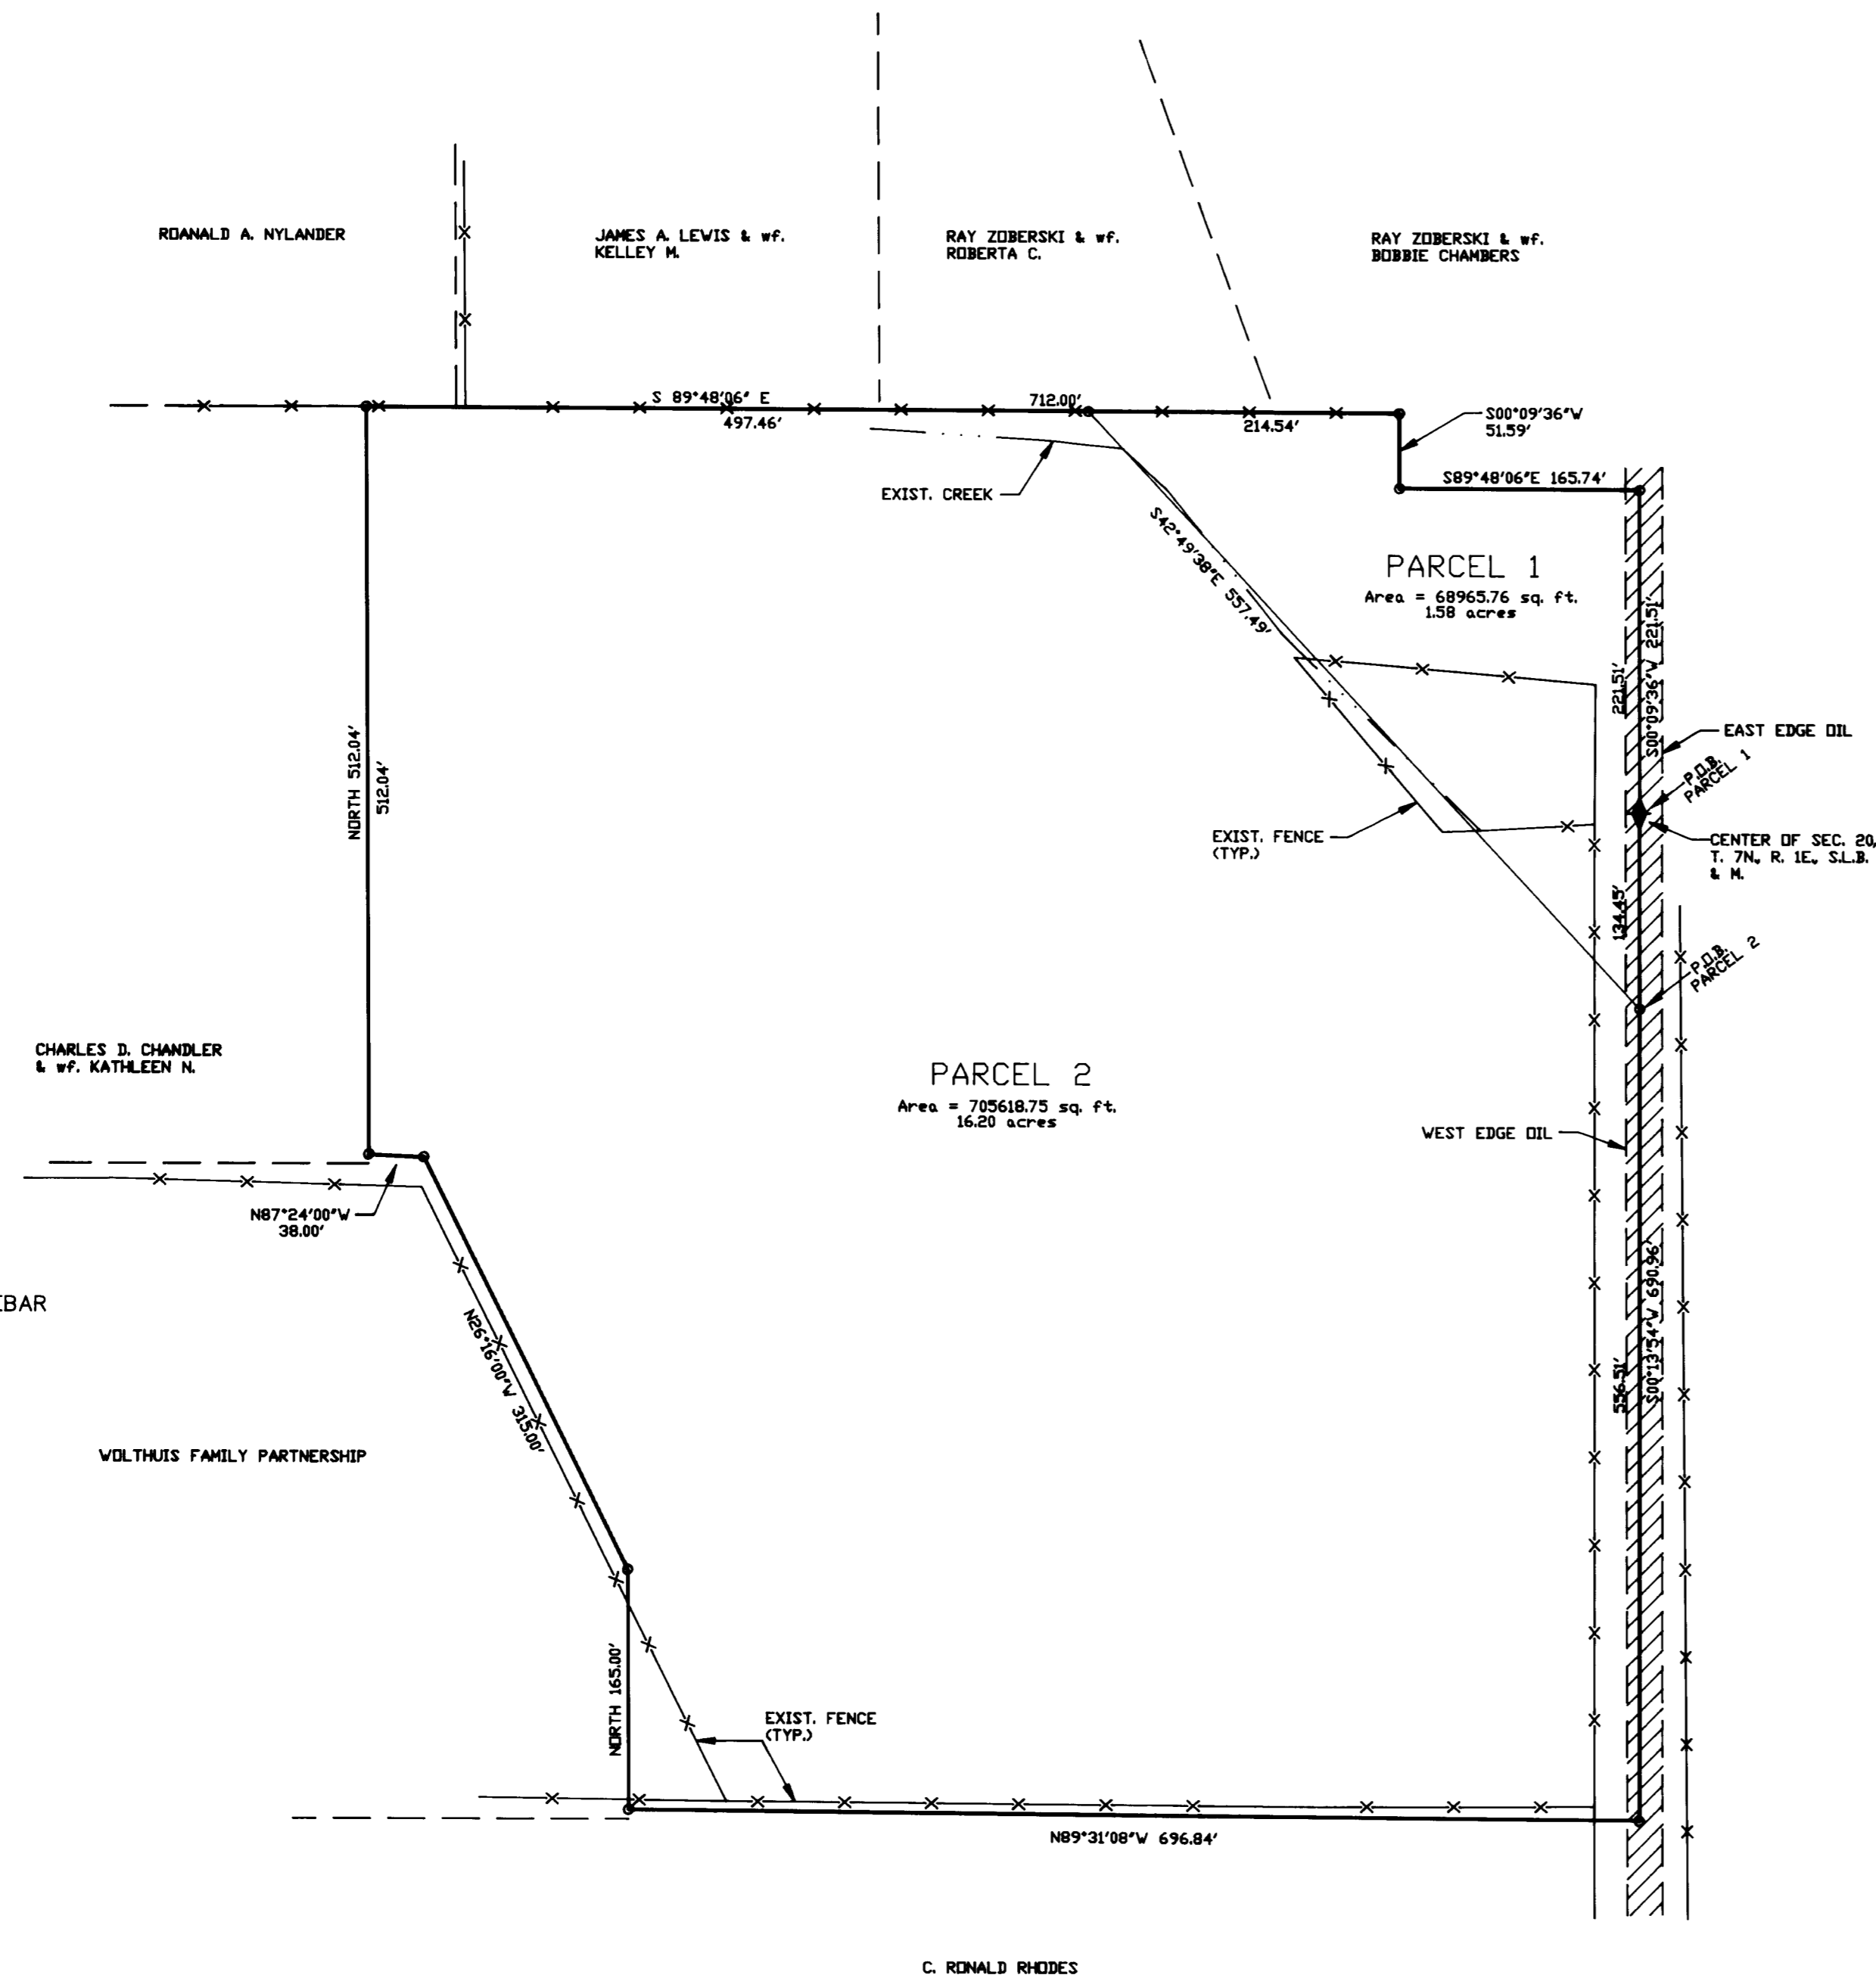 ROANALD A. NYLANDER
JAMES A. LEWIS & wf.
KELLEY M.
RAY ZOBERSKI & wf.
ROBERTA C.
RAY ZOBERSKI & wf.
BOBBIE CHAMBERS
S 89°48'06" E
712.00'
497.46'
214.54'
S00°09'36"W
51.59'
S89°48'06"E 165.74'
EXIST. CREEK
S42°49'38"E 557.49'
PARCEL 1
Area = 68965.76 sq. ft.
1.58 acres
221.51'
S00°09'36"W 221.51'
EAST EDGE OIL
P.O.B.
PARCEL 1
NORTH 512.04'
512.04'
EXIST. FENCE
(TYP.)
CENTER OF SEC. 20,
T. 7N., R. 1E., S.L.B.
& M.
134.45'
P.O.B.
PARCEL 2
CHARLES D. CHANDLER
& wf. KATHLEEN N.
PARCEL 2
Area = 705618.75 sq. ft.
16.20 acres
WEST EDGE OIL
N87°24'00"W
38.00'
EBAR
N26°16'00"W 315.00'
556.51'
S00°13'54"W 690.96'
WOLTHUIS FAMILY PARTNERSHIP
NORTH 165.00'
EXIST. FENCE
(TYP.)
N89°31'08"W 696.84'
C. RONALD RHODES